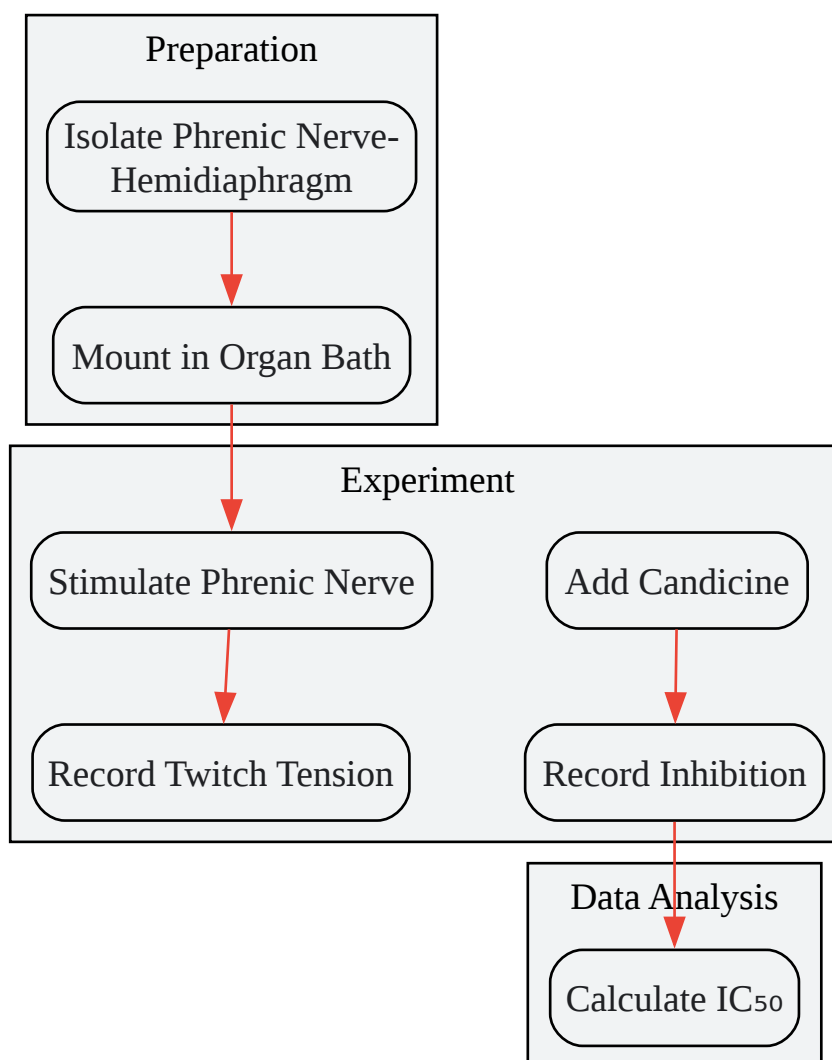 Preparation
Isolate Phrenic Nerve-
Hemidiaphragm
Mount in Organ Bath
Experiment
Stimulate Phrenic Nerve
Add Candicine
Record Twitch Tension
Record Inhibition
Data Analysis
Calculate IC₅₀